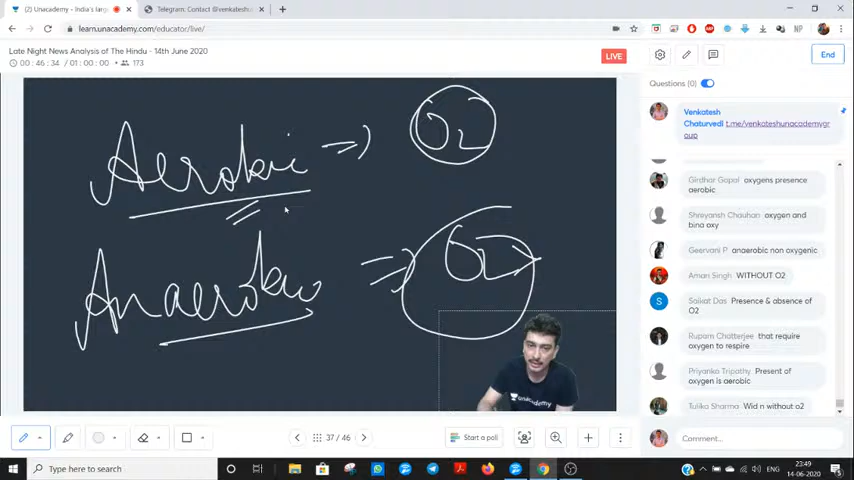 (2) Unacademy - India's larg
Telegram: Contact @venkateshu
learn.unacademy.com/educator/live/
NP
Late Night News Analysis of The Hindu - 14th June 2020
00 : 46 : 34 / 01 : 00 : 00 • 173
LIVE
End
Questions (0)
Venkatesh
Chaturvedi t.me/venkateshunacademygr
oup
Girdhar Gopal oxygens presence
aerobic
Shreyansh Chauhan oxygen and
bina oxy
Geervani P anaerobic non oxygenic
Aman Singh WITHOUT O2
S
Saikat Das Presence & absence of
O2
Rupam Chatterjee that require
oxygen to respire
Priyanka Tripathy Present of
oxygen is aerobic
Tulika Sharma Wid n without o2
Aerobic => O2
Anaerobic => O2
unacademy
37 / 46
Start a poll
Comment...
Type here to search
ENG
23:49
14-06-2020